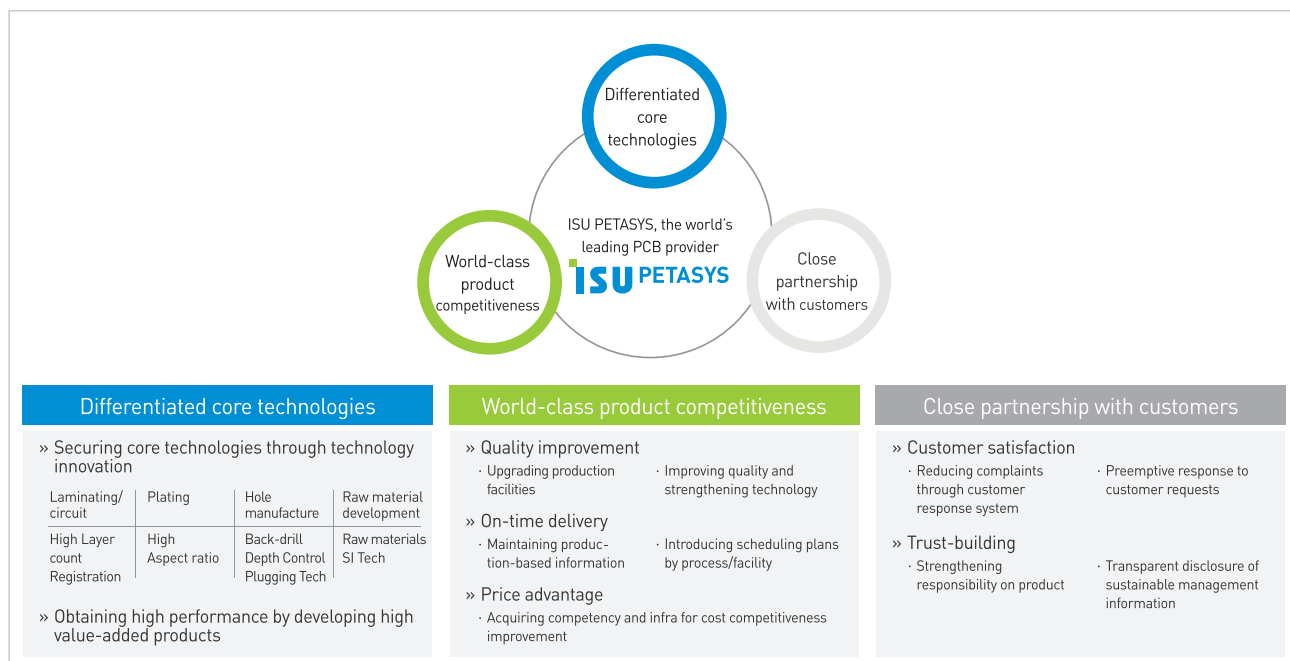 Differentiated
core
technologies
ISU PETASYS, the world's
leading PCB provider
ISU PETASYS
World-class
product
competitiveness
Close
partnership
with customers
Differentiated core technologies
» Securing core technologies through technology
innovation
Laminating/
circuit
Plating
Hole
manufacture
Raw material
development
High Layer
count
Registration
High
Aspect ratio
Back-drill
Depth Control
Plugging Tech
Raw materials
SI Tech
» Obtaining high performance by developing high
value-added products
World-class product competitiveness
» Quality improvement
· Upgrading production
facilities
· Improving quality and
strengthening technology
» On-time delivery
· Maintaining produc-
tion-based information
· Introducing scheduling plans
by process/facility
» Price advantage
· Acquiring competency and infra for cost competitiveness
improvement
Close partnership with customers
» Customer satisfaction
· Reducing complaints
through customer
response system
· Preemptive response to
customer requests
» Trust-building
· Strengthening
responsibility on product
· Transparent disclosure of
sustainable management
information